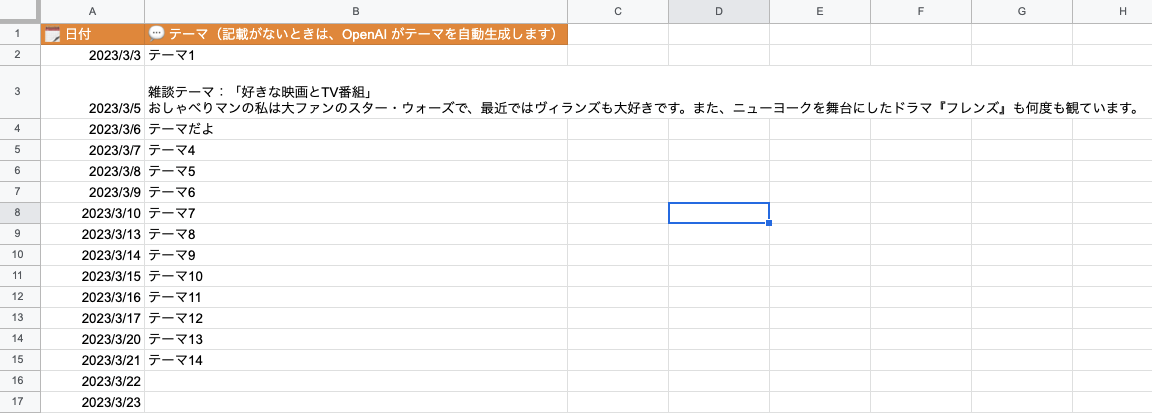 A B C D E F G H
1 🗓 日付 💬 テーマ（記載がないときは、OpenAI がテーマを自動生成します）
2 2023/3/3 テーマ1
雑談テーマ：「好きな映画とTV番組」
3 2023/3/5 おしゃべりマンの私は大ファンのスター・ウォーズで、最近ではヴィランズも大好きです。また、ニューヨークを舞台にしたドラマ『フレンズ』も何度も観ています。
4 2023/3/6 テーマだよ
5 2023/3/7 テーマ4
6 2023/3/8 テーマ5
7 2023/3/9 テーマ6
8 2023/3/10 テーマ7
9 2023/3/13 テーマ8
10 2023/3/14 テーマ9
11 2023/3/15 テーマ10
12 2023/3/16 テーマ11
13 2023/3/17 テーマ12
14 2023/3/20 テーマ13
15 2023/3/21 テーマ14
16 2023/3/22
17 2023/3/23